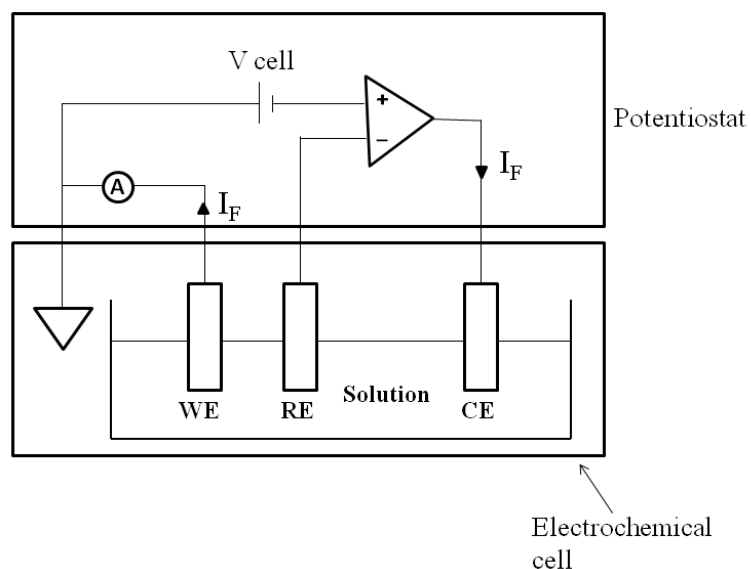 V cell
+
−
Potentiostat
A
I_F
I_F
Solution
WE
RE
CE
Electrochemical
cell